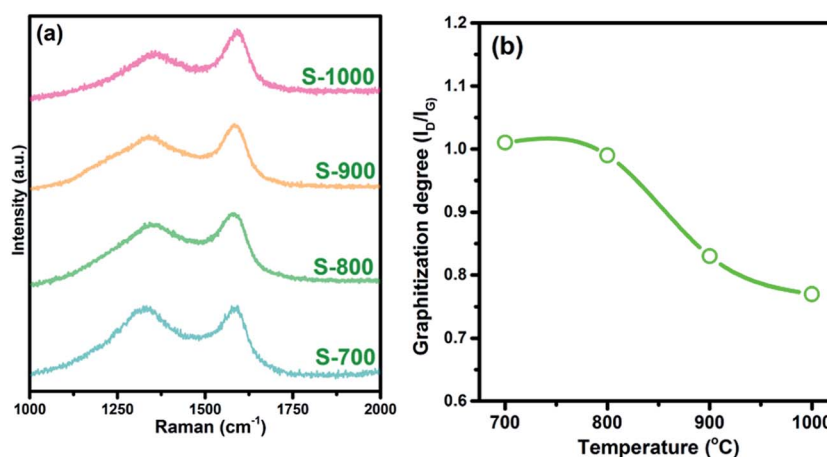 (a)
S-1000
S-900
S-800
S-700
Intensity (a.u.)
1000 1250 1500 1750 2000
Raman (cm⁻¹)
(b)
Graphitization degree (I_D/I_G)
1.2
1.1
1.0
0.9
0.8
0.7
0.6
700 800 900 1000
Temperature (°C)